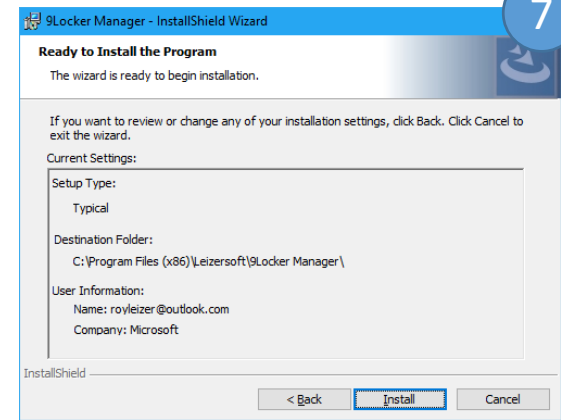 9Locker Manager - InstallShield Wizard
7
Ready to Install the Program
The wizard is ready to begin installation.
If you want to review or change any of your installation settings, click Back. Click Cancel to
exit the wizard.
Current Settings:
Setup Type:
Typical
Destination Folder:
C:\Program Files (x86)\Leizersoft\9Locker Manager\
User Information:
Name: royleizer@outlook.com
Company: Microsoft
InstallShield
< Back
Install
Cancel